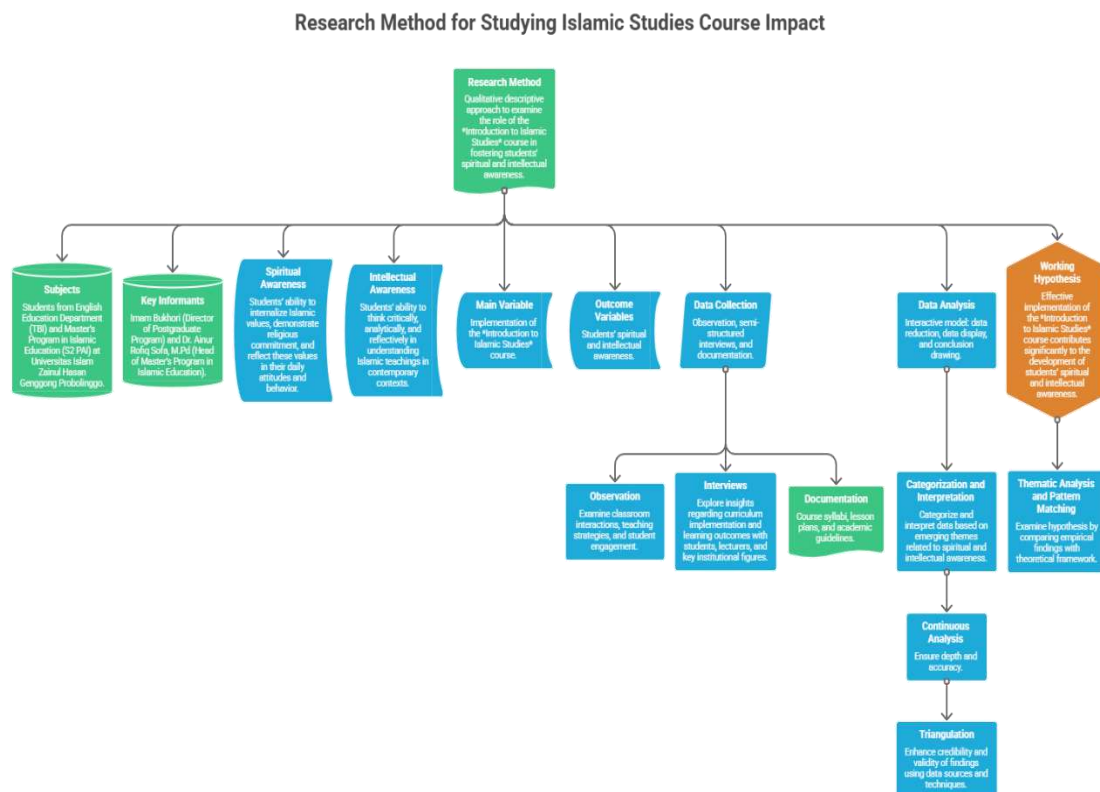 Research Method for Studying Islamic Studies Course Impact
Research Method
Qualitative descriptive
approach to examine
the role of the
*Introduction to Islamic
Studies* course in
fostering students'
spiritual and intellectual
awareness.
Subjects
Students from English
Education Department
(TBI) and Master's
Program in Islamic
Education (S2 PAI) at
Universitas Islam
Zainul Hasan
Genggong Probolinggo.
Key Informants
Imam Bukhori (Director
of Postgraduate
Program) and Dr. Ainur
Rofiq Sofa, M.Pd (Head
of Master's Program in
Islamic Education).
Spiritual
Awareness
Students' ability to
internalize Islamic
values, demonstrate
religious
commitment, and
reflect these values
in their daily
attitudes and
behavior.
Intellectual
Awareness
Students' ability to
think critically,
analytically, and
reflectively in
understanding
Islamic teachings in
contemporary
contexts.
Main Variable
Implementation of
the *Introduction to
Islamic Studies*
course.
Outcome
Variables
Students' spiritual
and intellectual
awareness.
Data Collection
Observation, semi-
structured
interviews, and
documentation.
Data Analysis
Interactive model: data
reduction, data display,
and conclusion
drawing.
Working
Hypothesis
Effective
implementation of
the *Introduction
to Islamic Studies*
course contributes
significantly to the
development of
students' spiritual
and intellectual
awareness.
Observation
Examine classroom
interactions, teaching
strategies, and student
engagement.
Interviews
Explore insights
regarding curriculum
implementation and
learning outcomes with
students, lecturers, and
key institutional figures.
Documentation
Course syllabi, lesson
plans, and academic
guidelines.
Categorization and
Interpretation
Categorize and
interpret data based on
emerging themes
related to spiritual and
intellectual awareness.
Thematic Analysis
and Pattern
Matching
Examine hypothesis by
comparing empirical
findings with
theoretical framework.
Continuous
Analysis
Ensure depth and
accuracy.
Triangulation
Enhance credibility and
validity of findings
using data sources and
techniques.